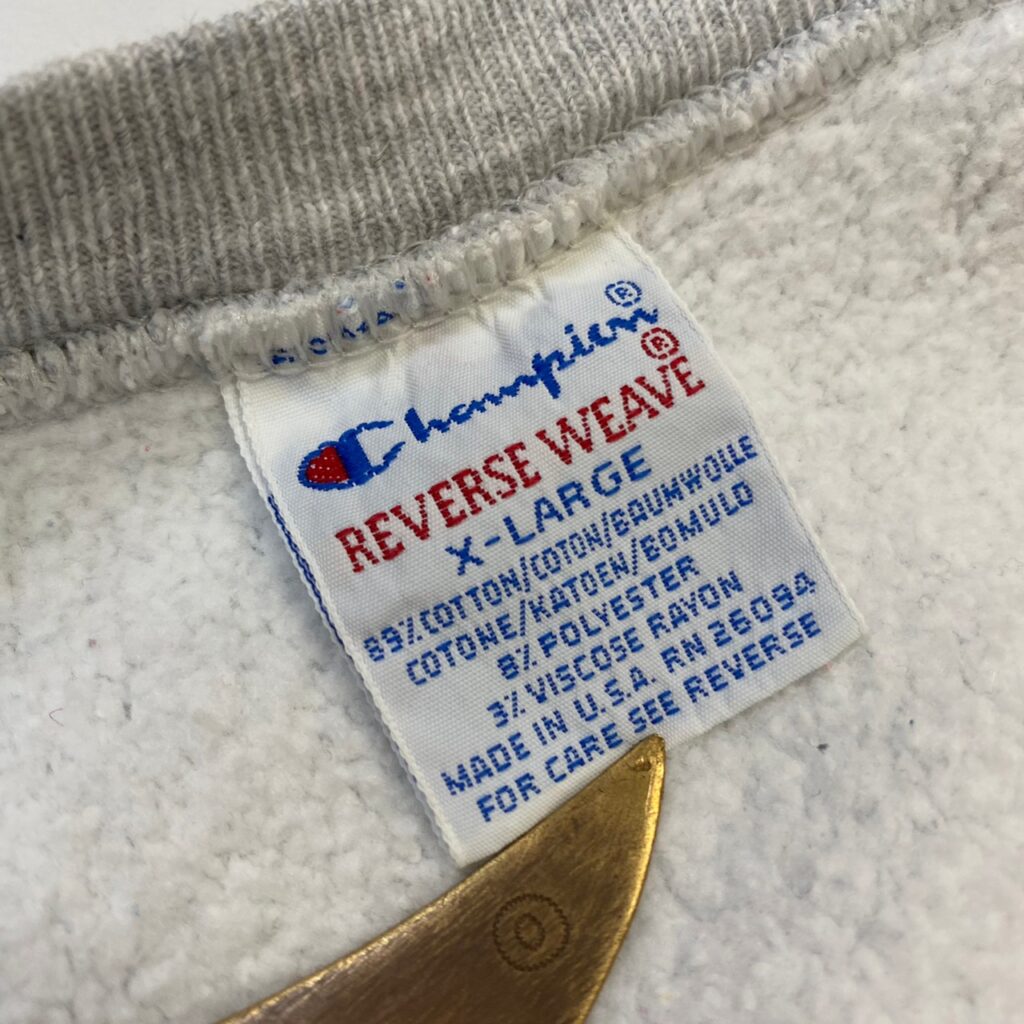 Champion®
REVERSE WEAVE®
X-LARGE
89% COTTON/COTON/BAUMWOLLE
COTONE/KATOEN/BOMULD
8% POLYESTER
3% VISCOSE RAYON
MADE IN U.S.A. RN 26094
FOR CARE SEE REVERSE